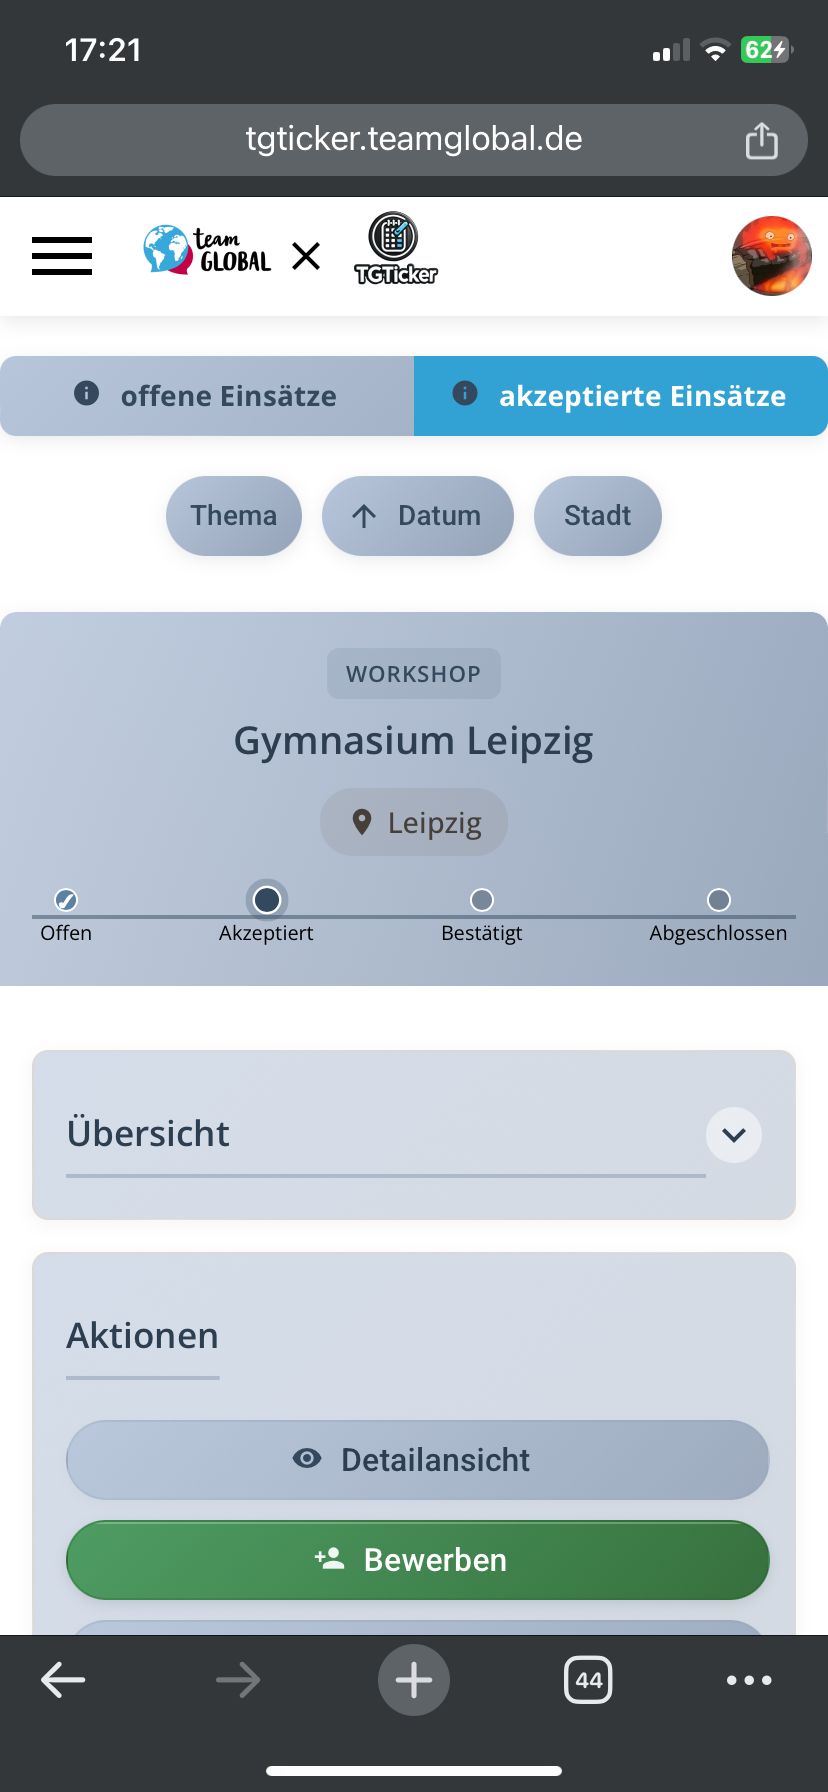 17:21
62
tgticker.teamglobal.de
team
GLOBAL
TGTicker
offene Einsätze
akzeptierte Einsätze
Thema
Datum
Stadt
WORKSHOP
Gymnasium Leipzig
Leipzig
Offen
Akzeptiert
Bestätigt
Abgeschlossen
Übersicht
Aktionen
Detailansicht
Bewerben
44